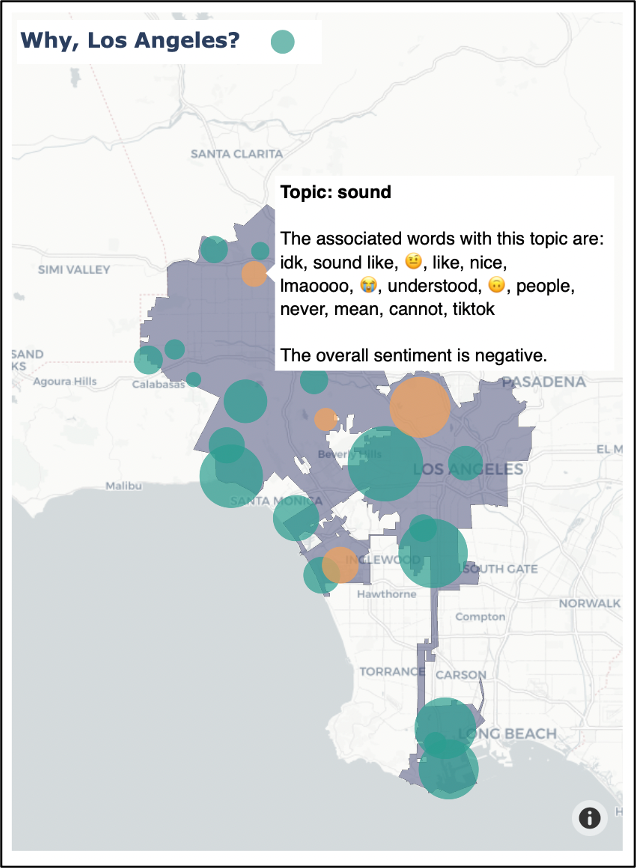 Why, Los Angeles?
SANTA CLARITA
Topic: sound
The associated words with this topic are:
idk, sound like, 🤨, like, nice,
lmaoooo, 😭, understood, 🙃, people,
never, mean, cannot, tiktok
The overall sentiment is negative.
SIMI VALLEY
SAND
KS
Agoura Hills
Calabasas
PASADENA
Beverly Hills
EL M
LOS ANGELES
Malibu
SANTA MONICA
INGLEWOOD
SOUTH GATE
Hawthorne
NORWALK
Compton
TORRANCE
CARSON
LONG BEACH
H